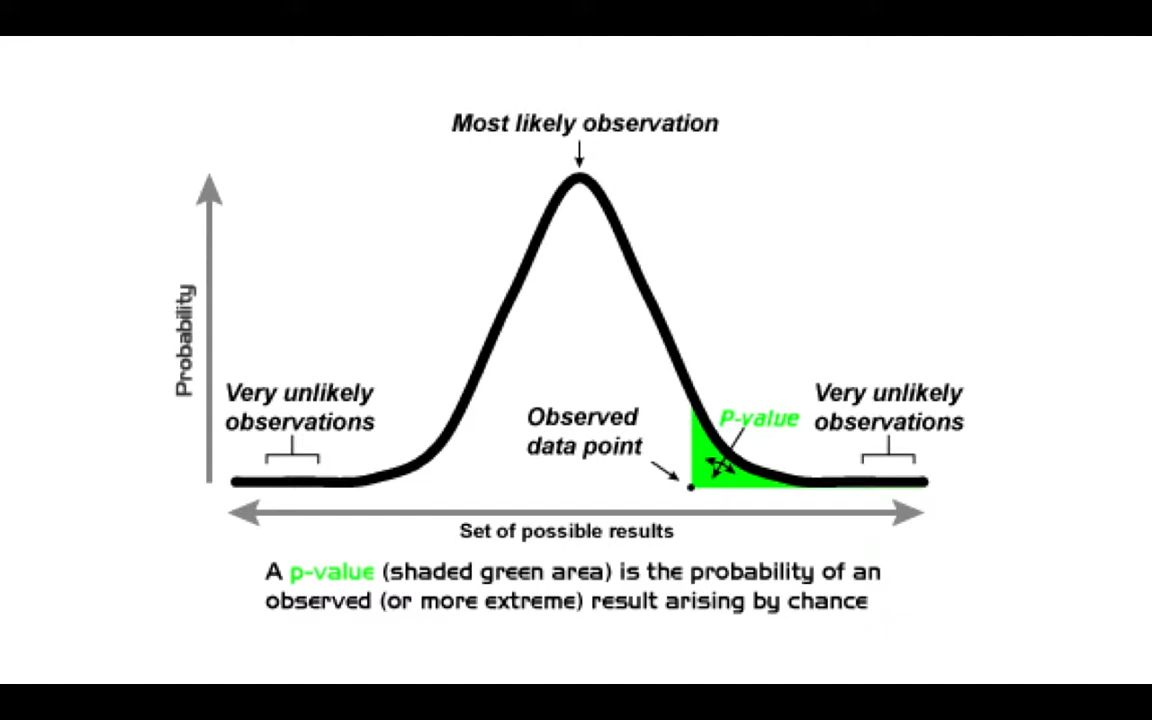 Most likely observation
Probability
Very unlikely
observations
Observed
data point
P-value
Very unlikely
observations
Set of possible results
A p-value (shaded green area) is the probability of an
observed (or more extreme) result arising by chance